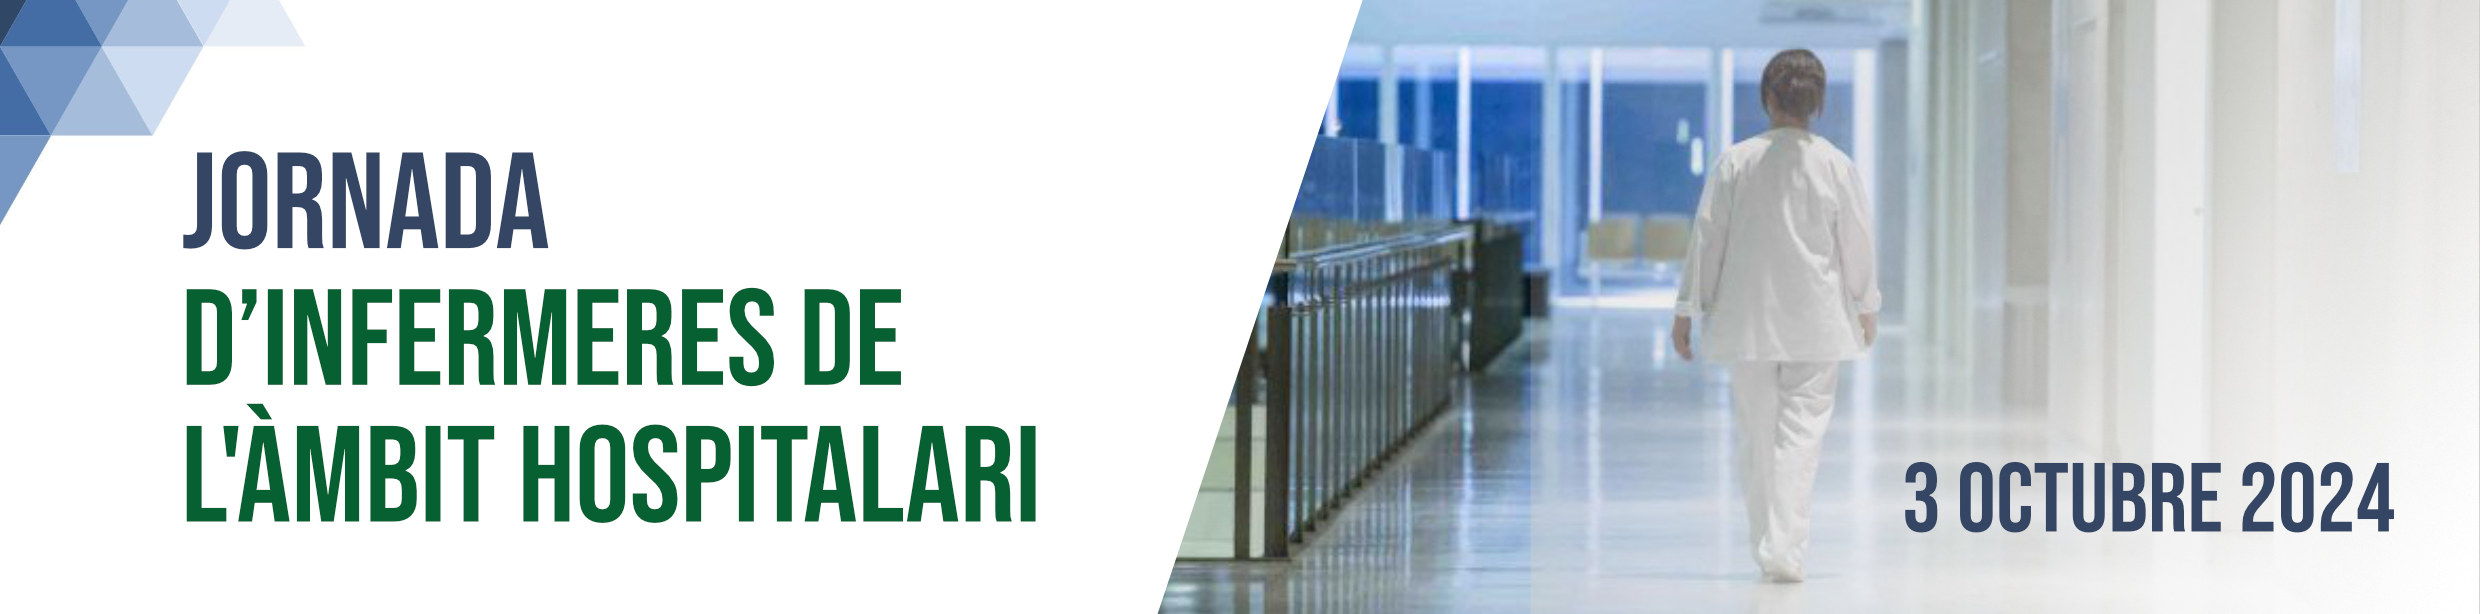 JORNADA
D’INFERMERES DE
L'ÀMBIT HOSPITALARI
3 OCTUBRE 2024